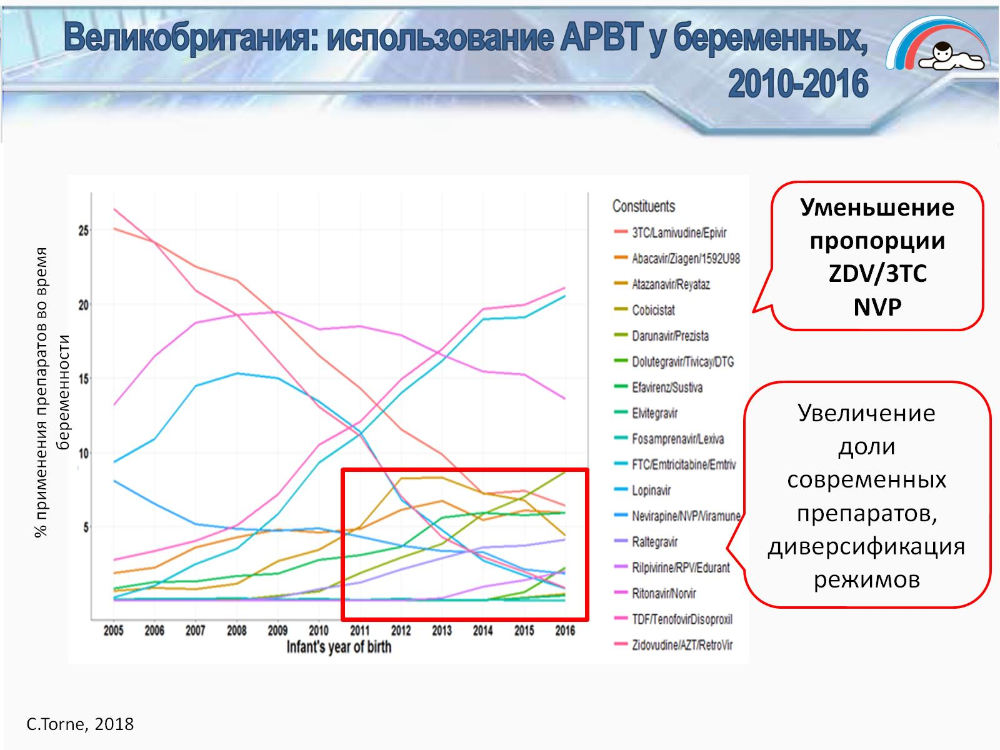 Великобритания: использование АРВТ у беременных,
2010-2016
% применения препаратов во время
беременности
25
20
15
10
5
2005 2006 2007 2008 2009 2010 2011 2012 2013 2014 2015 2016
Infant's year of birth
Constituents
3TC/Lamivudine/Epivir
Abacavir/Ziagen/1592U98
Atazanavir/Reyataz
Cobicistat
Darunavir/Prezista
Dolutegravir/Tivicay/DTG
Efavirenz/Sustiva
Elvitegravir
Fosamprenavir/Lexiva
FTC/Emtricitabine/Emtriv
Lopinavir
Nevirapine/NVP/Viramune
Raltegravir
Rilpivirine/RPV/Edurant
Ritonavir/Norvir
TDF/TenofovirDisoproxil
Zidovudine/AZT/RetroVir
Уменьшение
пропорции
ZDV/3TC
NVP
Увеличение
доли
современных
препаратов,
диверсификация
режимов
C.Torne, 2018